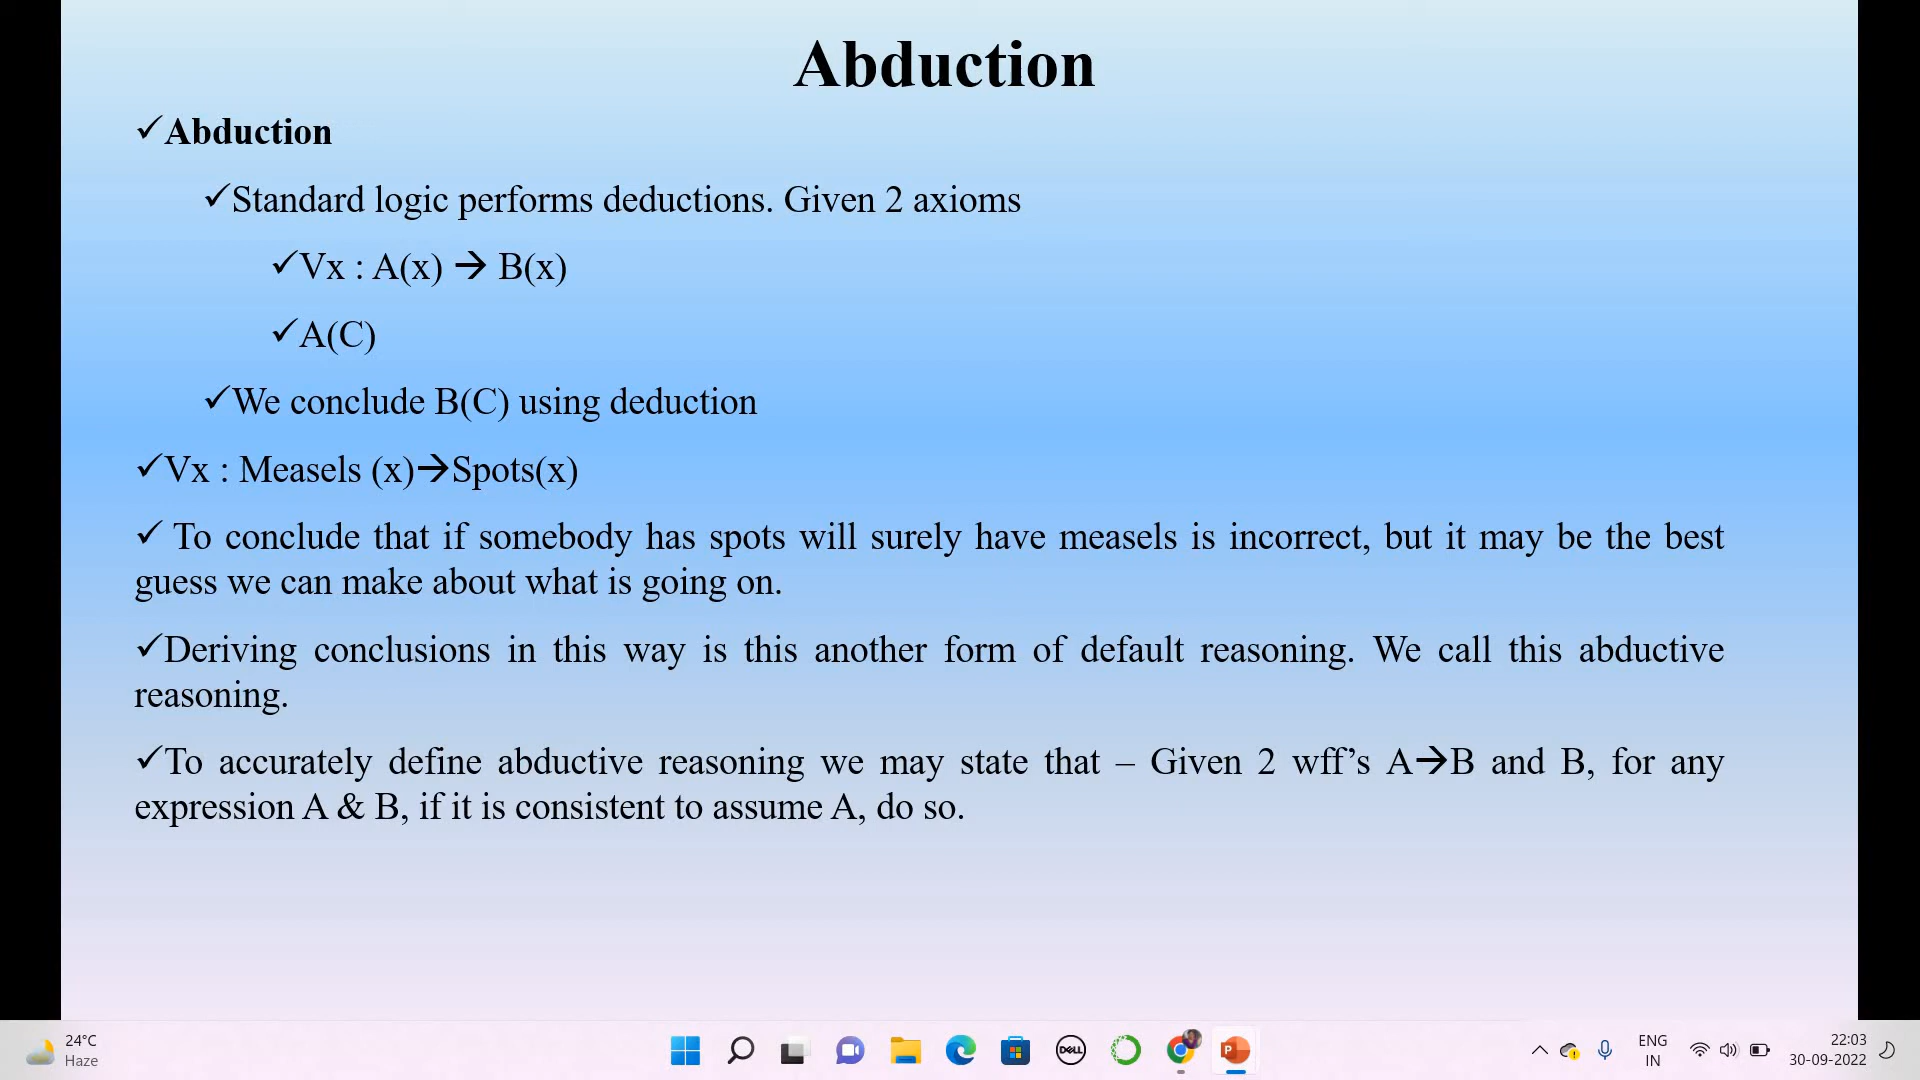 Abduction
✓Abduction
✓Standard logic performs deductions. Given 2 axioms
✓Vx : A(x) → B(x)
✓A(C)
✓We conclude B(C) using deduction
✓Vx : Measels (x)→Spots(x)
✓ To conclude that if somebody has spots will surely have measels is incorrect, but it may be the best
guess we can make about what is going on.
✓Deriving conclusions in this way is this another form of default reasoning. We call this abductive
reasoning.
✓To accurately define abductive reasoning we may state that – Given 2 wff’s A→B and B, for any
expression A & B, if it is consistent to assume A, do so.
24°C
Haze
DELL
P
ENG
IN
22:03
30-09-2022